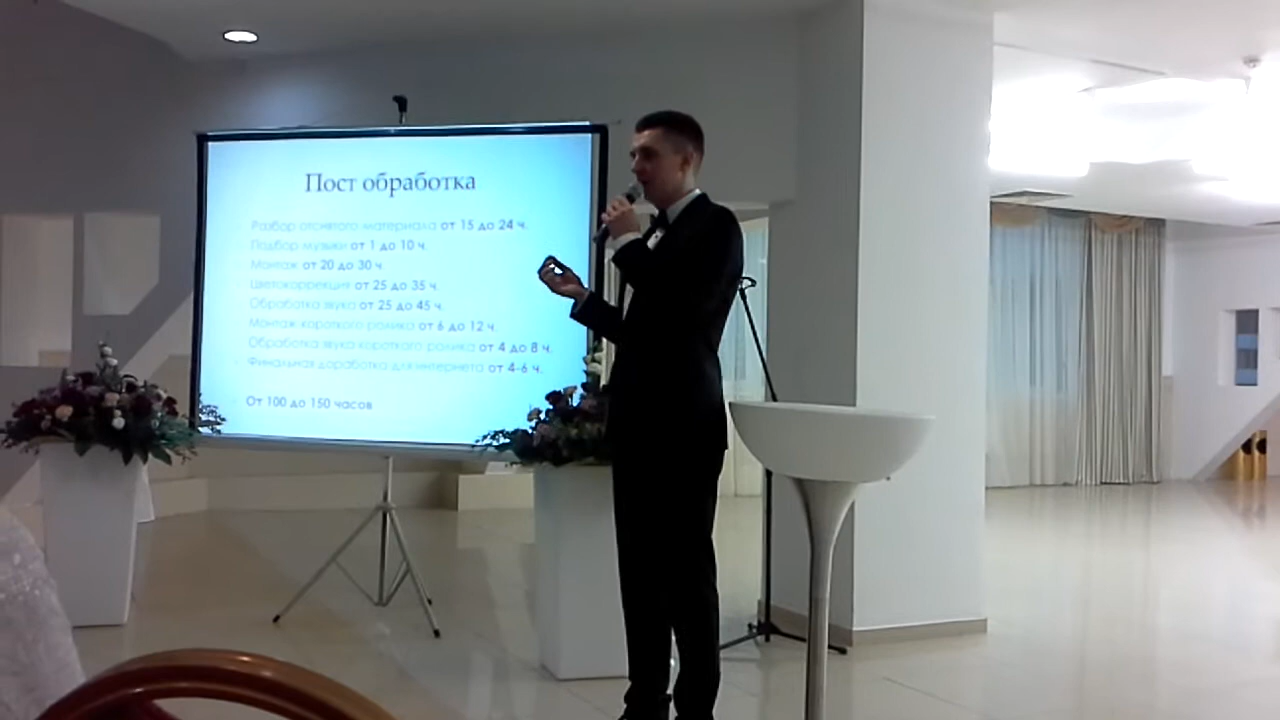 Пост обработка
Разбор отснятого материала от 15 до 24 ч.
Подбор музыки от 1 до 10 ч.
Монтаж от 20 до 30 ч
Цветокоррекция от 25 до 35 ч.
Обработка звука от 25 до 45 ч.
Монтаж короткого ролика от 6 до 12 ч.
Обработка звука короткого ролика от 4 до 8 ч.
Финальная доработка для интернета от 4-6 ч.
От 100 до 150 часов